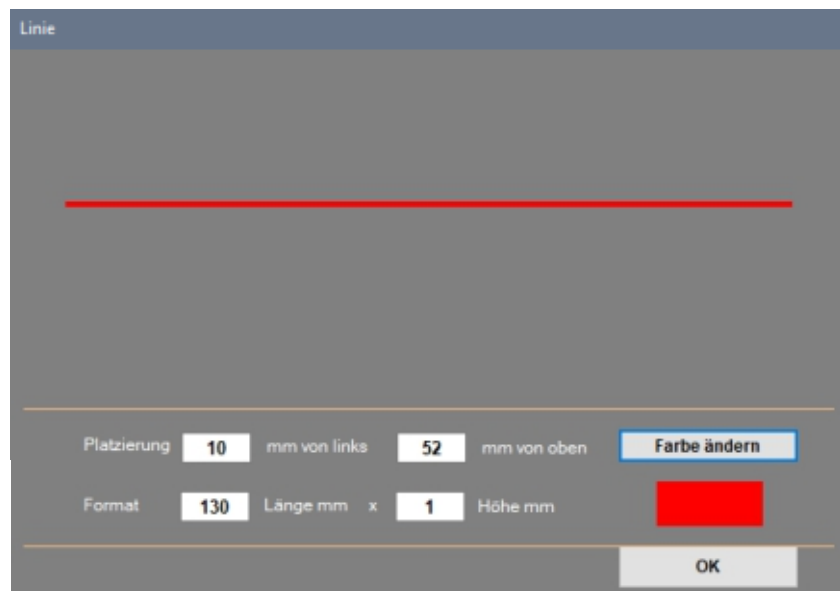 Linie
Platzierung 10 mm von links 52 mm von oben Farbe ändern
Format 130 Länge mm x 1 Höhe mm
OK